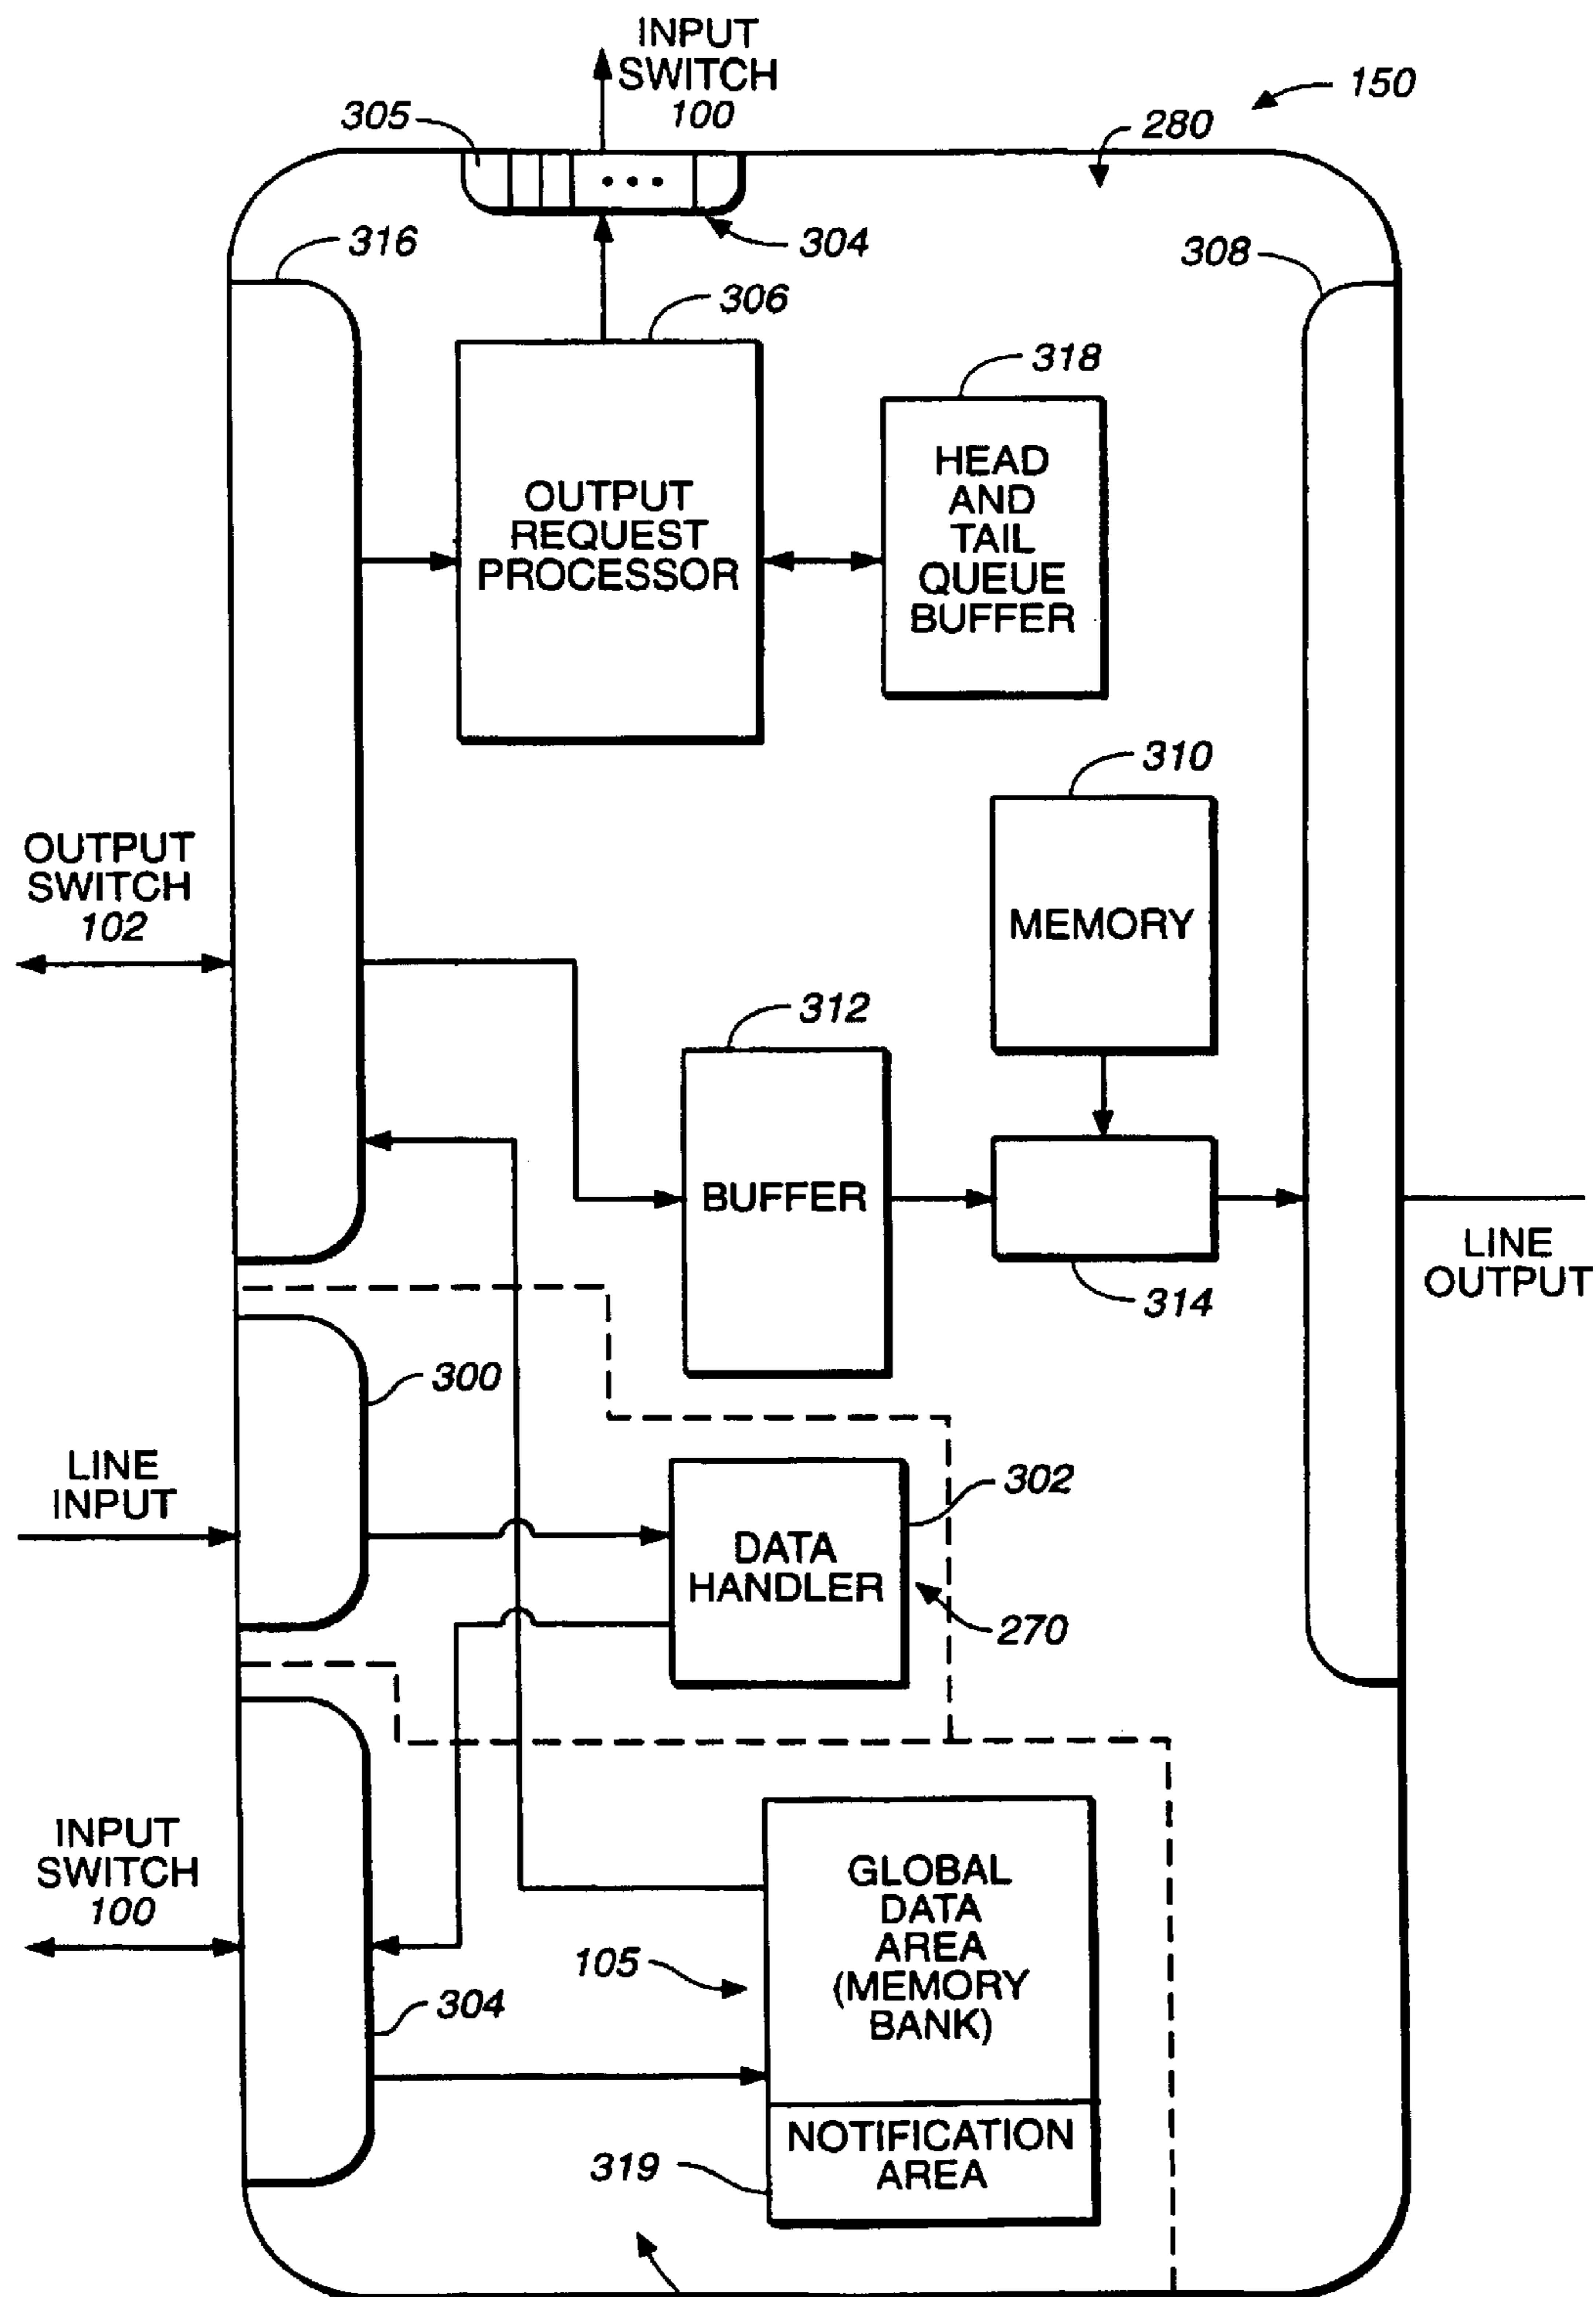 INPUT
SWITCH
100
150
305
280
304
316
308
306
318
HEAD
AND
TAIL
QUEUE
BUFFER
OUTPUT
REQUEST
PROCESSOR
310
OUTPUT
SWITCH
102
MEMORY
312
BUFFER
LINE
OUTPUT
314
300
LINE
INPUT
302
DATA
HANDLER
270
INPUT
SWITCH
100
GLOBAL
DATA
AREA
(MEMORY
BANK)
105
304
NOTIFICATION
AREA
319